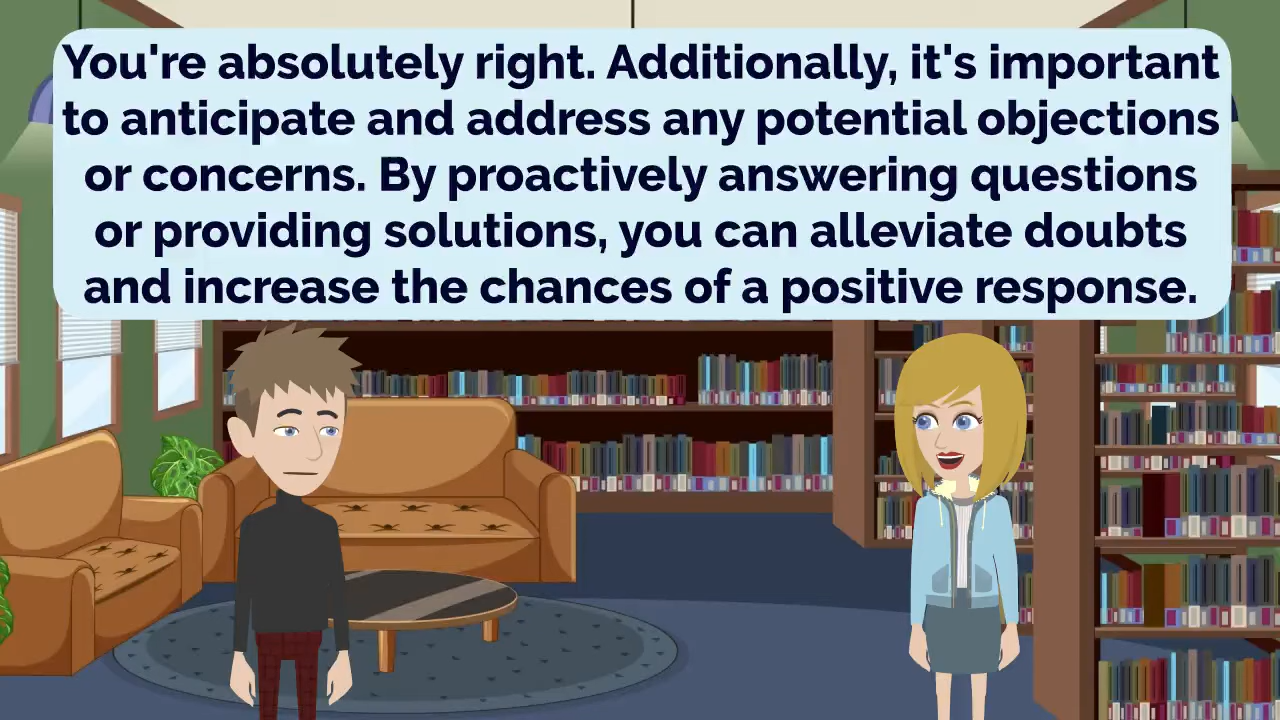 You're absolutely right. Additionally, it's important
to anticipate and address any potential objections
or concerns. By proactively answering questions
or providing solutions, you can alleviate doubts
and increase the chances of a positive response.